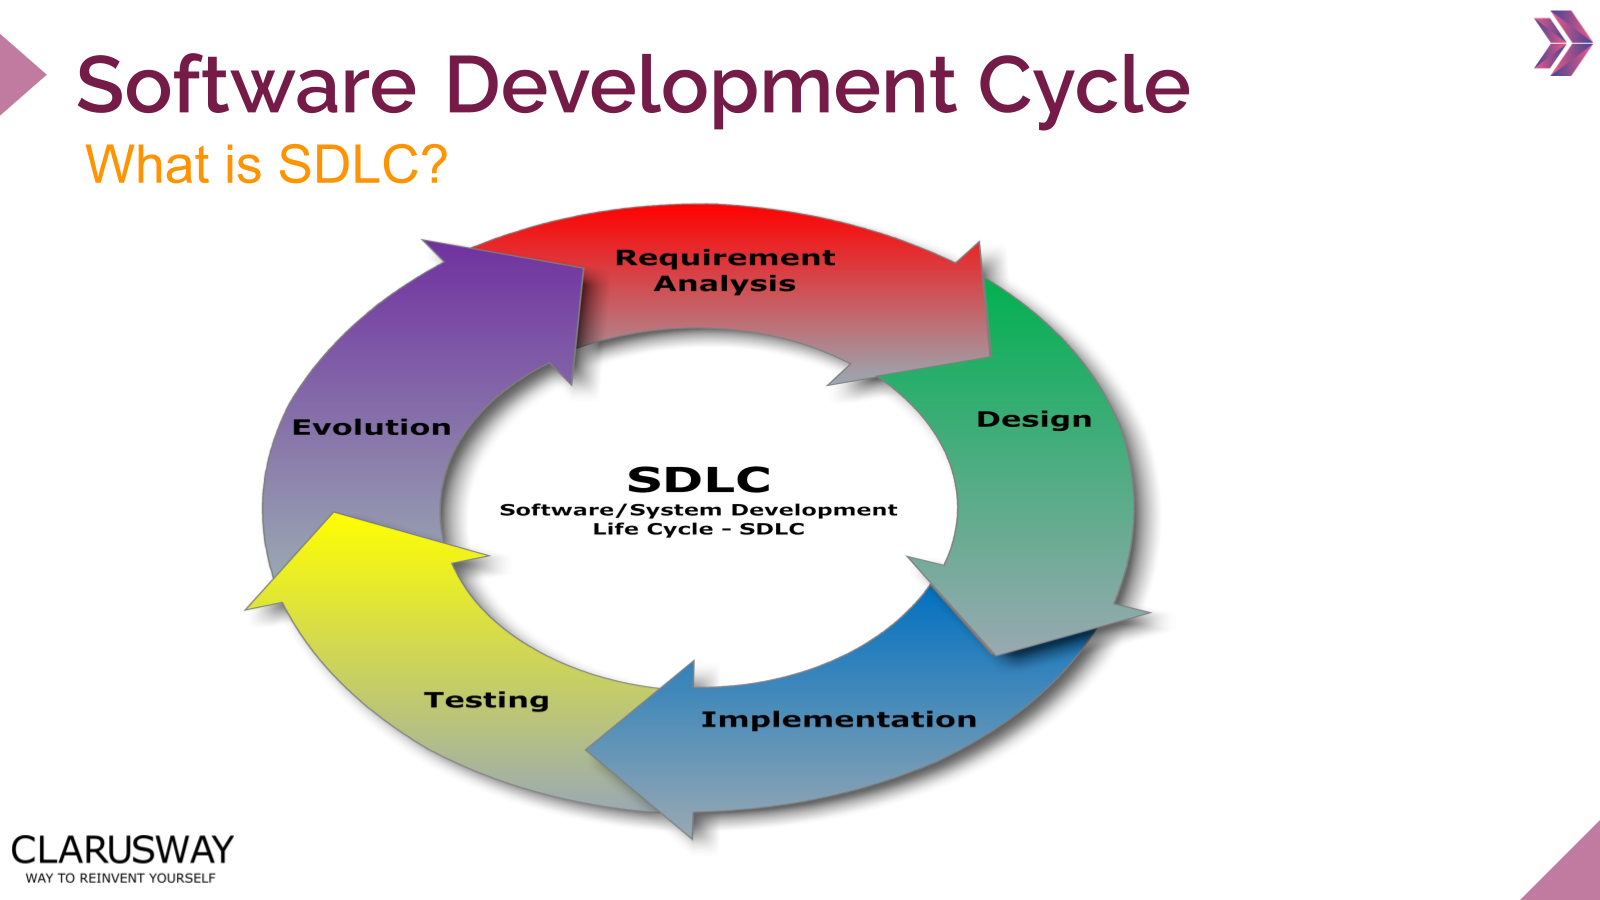 Software Development Cycle
What is SDLC?
Requirement
Analysis
Design
Evolution
SDLC
Software/System Development
Life Cycle - SDLC
Testing
Implementation
CLARUSWAY
WAY TO REINVENT YOURSELF